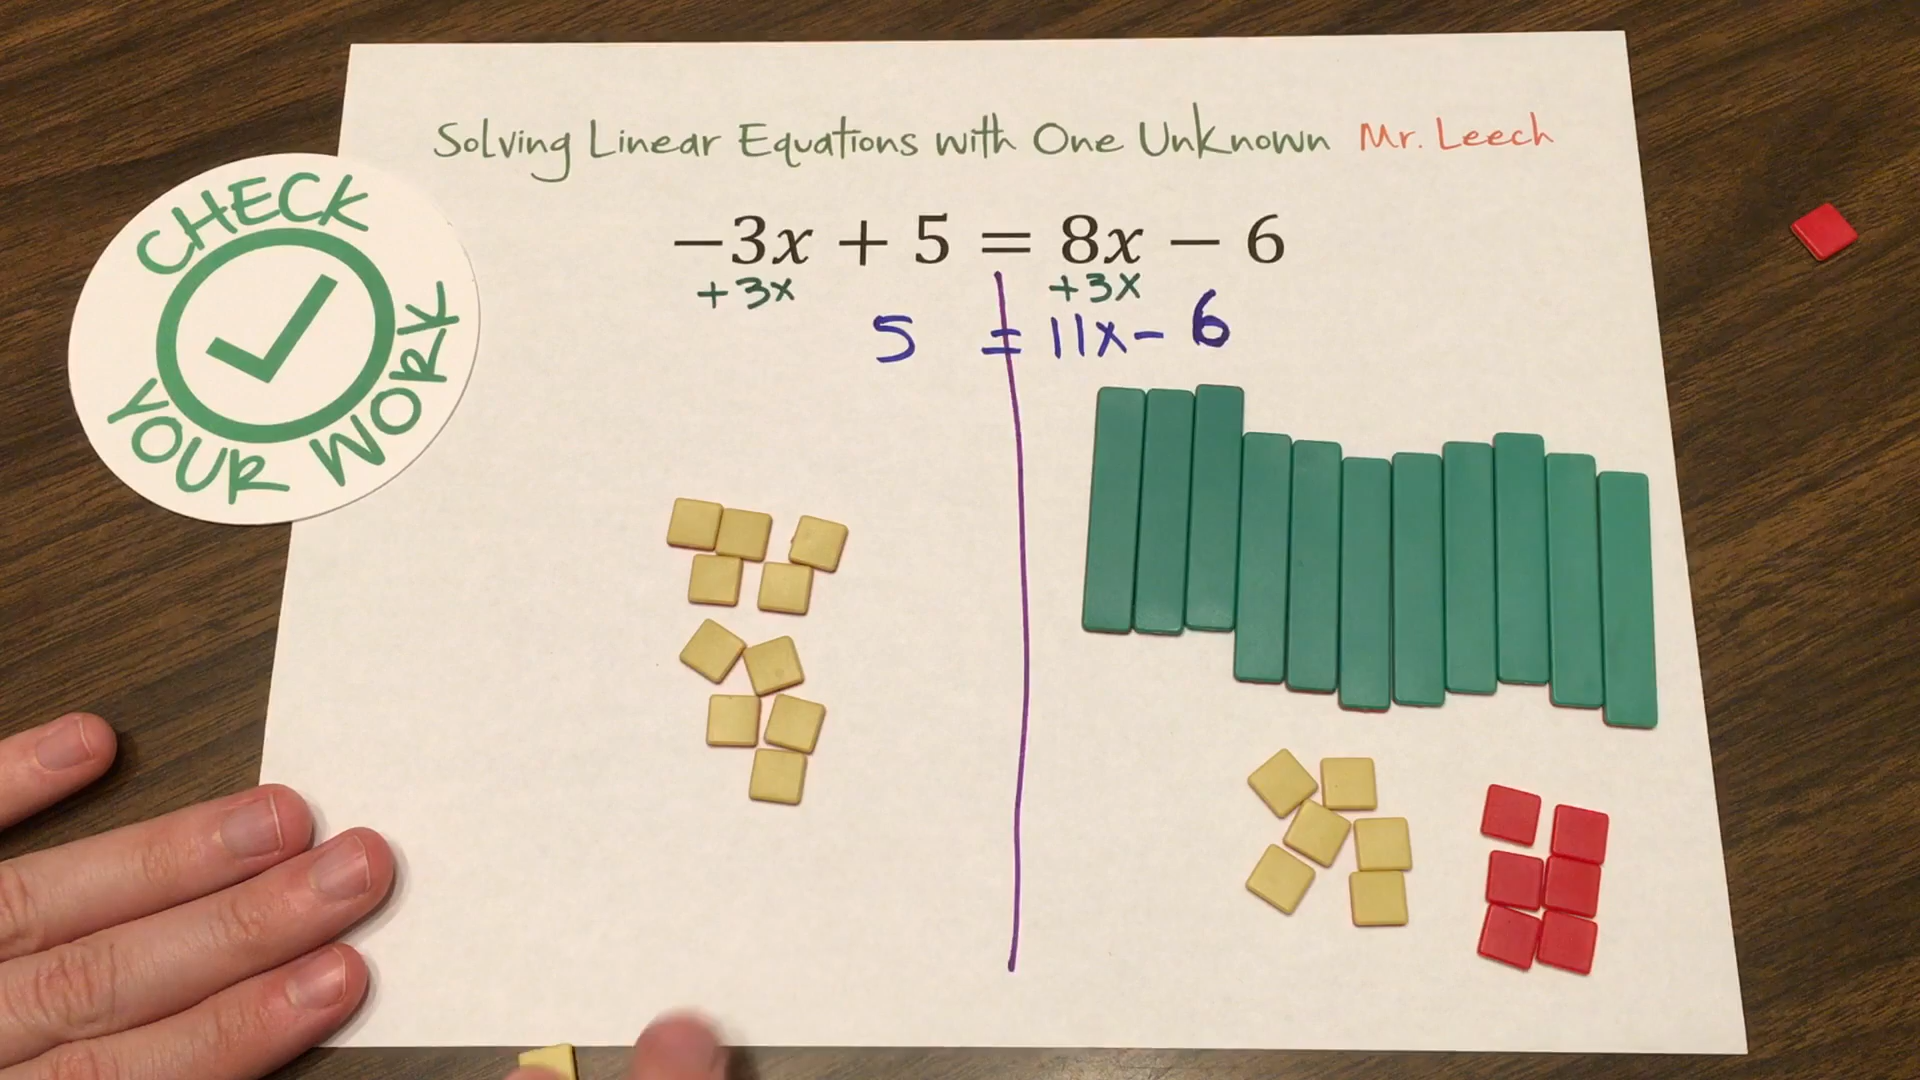 Solving Linear Equations with One Unknown Mr. Leech
CHECK
YOUR WORK
−3x + 5 = 8x − 6
+3x +3x
5 = 11x - 6